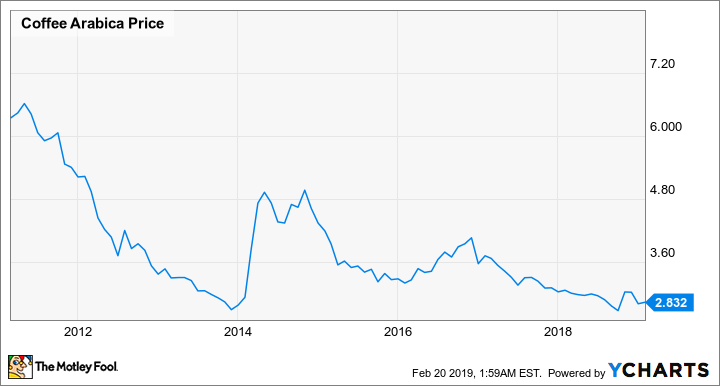 Coffee Arabica Price
7.20
6.000
4.80
3.60
2.832
2012 2014 2016 2018
The Motley Fool.
Feb 20 2019, 1:59AM EST. Powered by YCHARTS